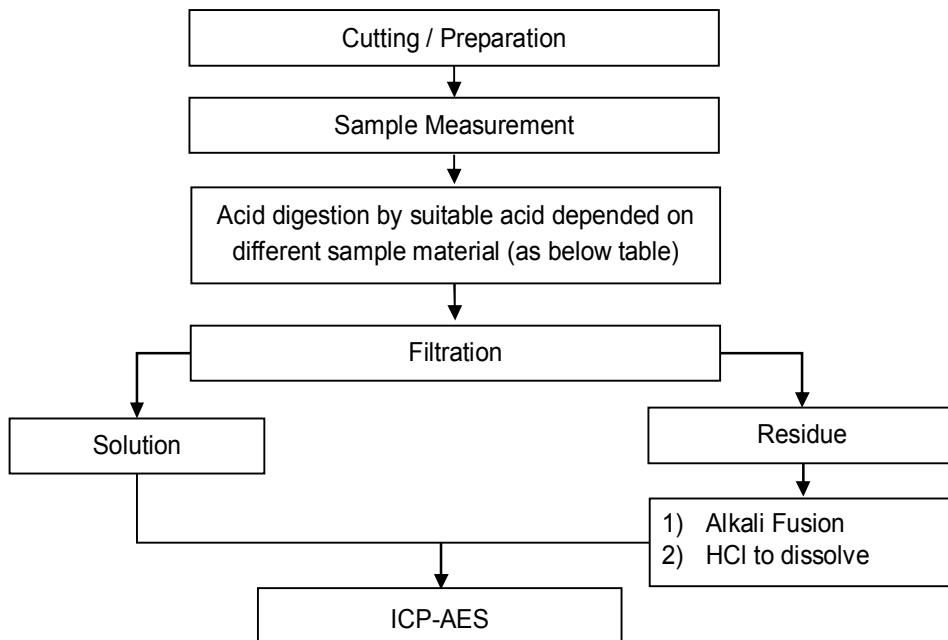 Cutting / Preparation
Sample Measurement
Acid digestion by suitable acid depended on
different sample material (as below table)
Filtration
Solution
Residue
1) Alkali Fusion
2) HCl to dissolve
ICP-AES